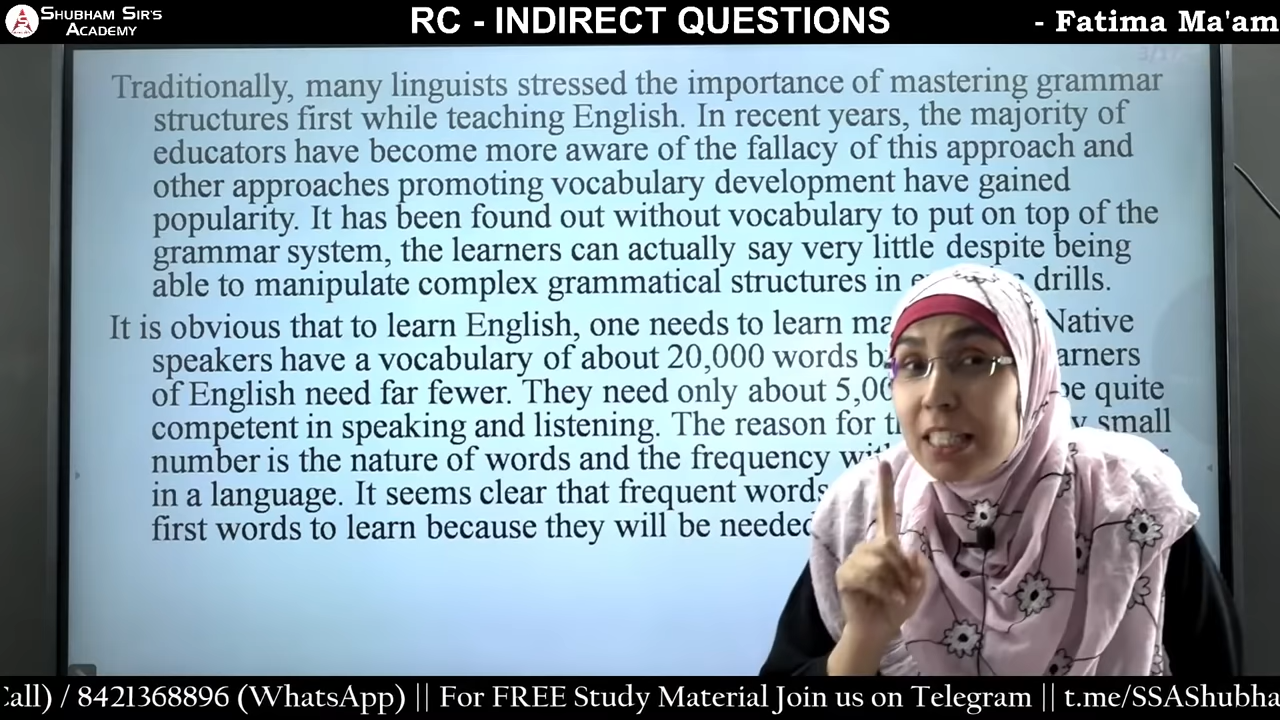 SHUBHAM SIR'S
ACADEMY
RC - INDIRECT QUESTIONS
- Fatima Ma'am
Traditionally, many linguists stressed the importance of mastering grammar
structures first while teaching English. In recent years, the majority of
educators have become more aware of the fallacy of this approach and
other approaches promoting vocabulary development have gained
popularity. It has been found out without vocabulary to put on top of the
grammar system, the learners can actually say very little despite being
able to manipulate complex grammatical structures in drills.
It is obvious that to learn English, one needs to learn Native
speakers have a vocabulary of about 20,000 words
of English need far fewer. They need only about quite
competent in speaking and listening. The reason for small
number is the nature of words and the frequency
in a language. It seems clear that frequent words
first words to learn because they will be needed
/ 8421368896 (WhatsApp) || For FREE Study Material Join us on Telegram ||